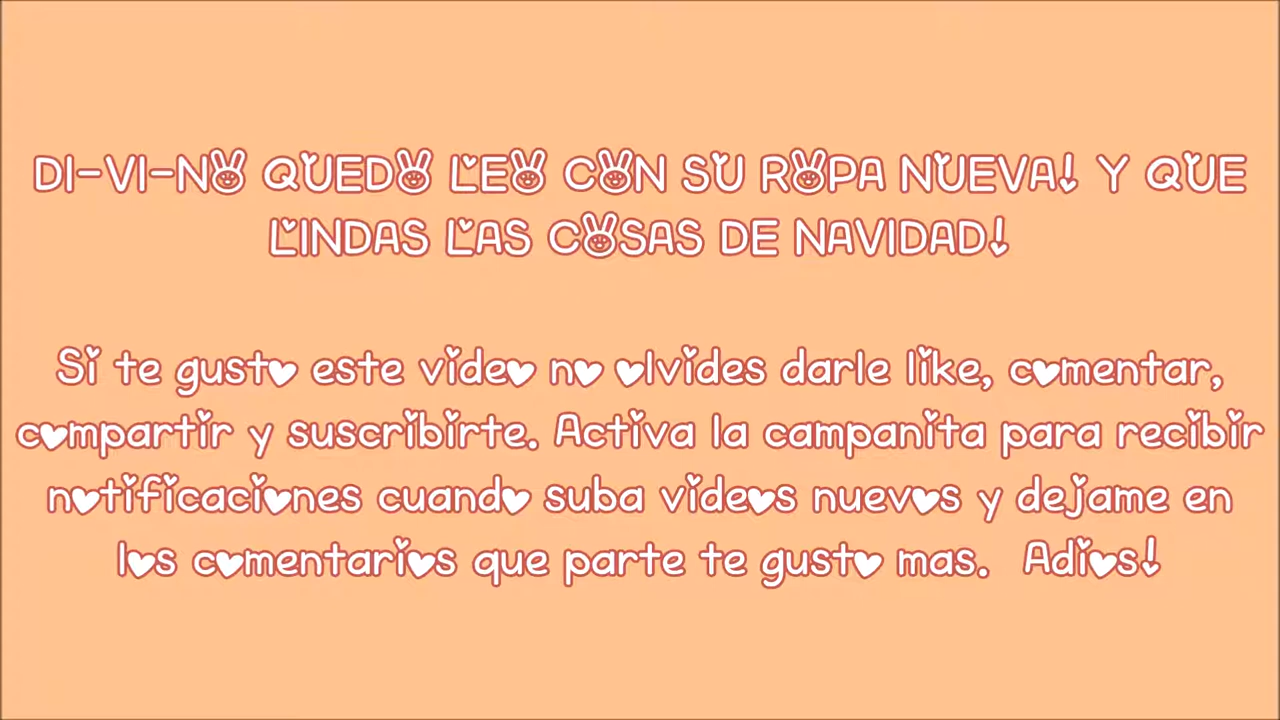 DI-VI-NO QUEDO LEO CON SU ROPA NUEVA! Y QUE
LINDAS LAS COSAS DE NAVIDAD!
Si te gusto este video no olvides darle like, comentar,
compartir y suscribirte. Activa la campanita para recibir
notificaciones cuando suba videos nuevos y dejame en
los comentarios que parte te gusto mas. Adios!